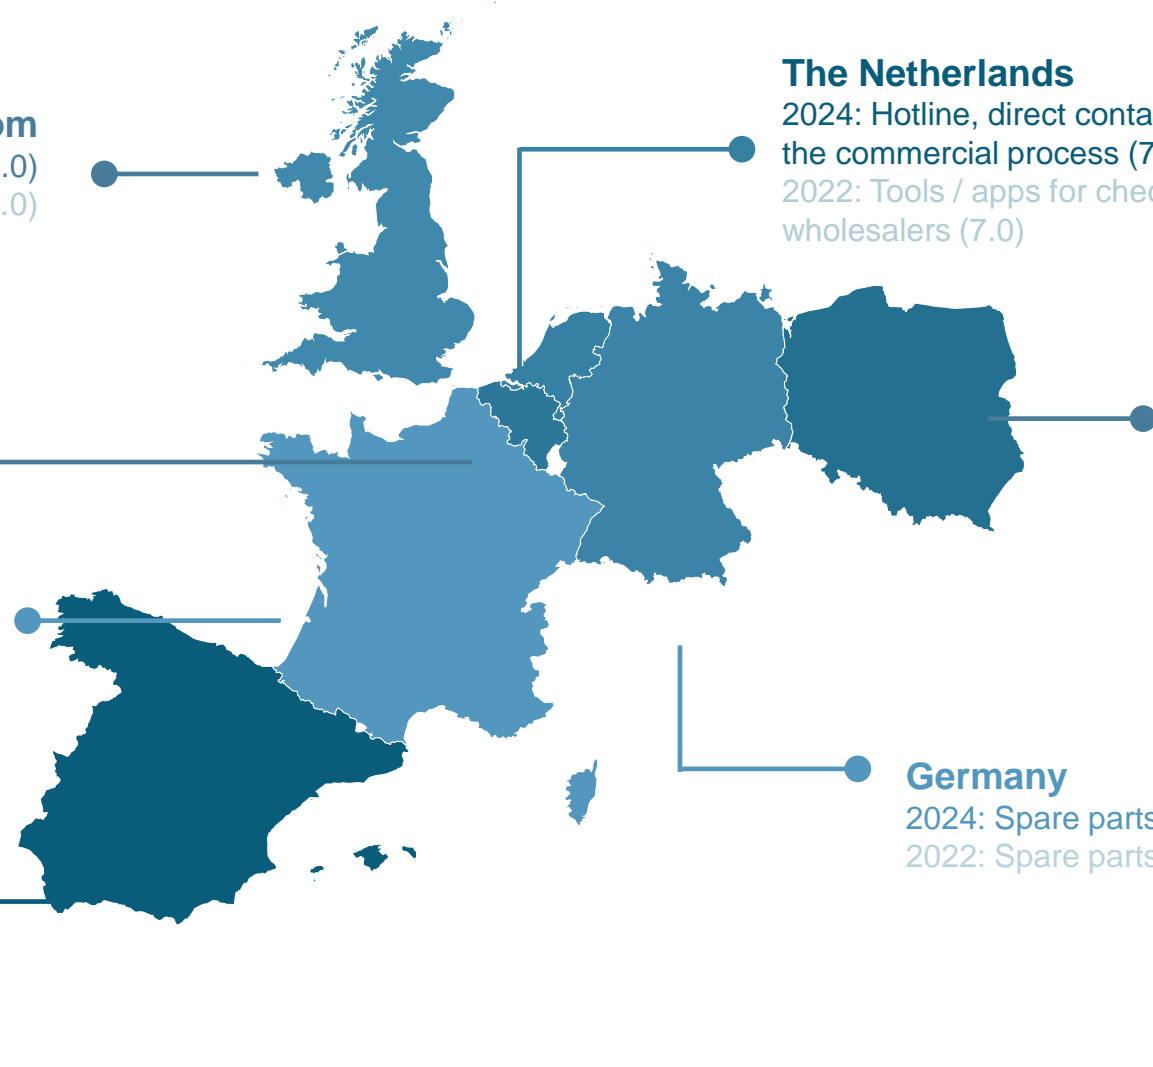 The Netherlands
2024: Hotline, direct conta
the commercial process (7
2022: Tools / apps for chec
wholesalers (7.0)
om
.0)
.0)
Germany
2024: Spare parts
2022: Spare parts